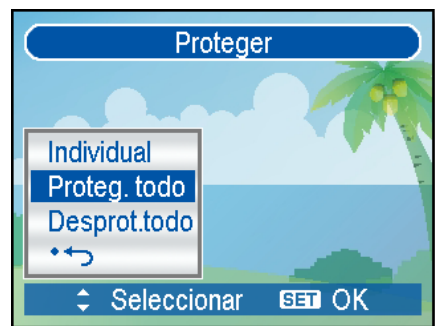 Proteger
Individual
Proteg. todo
Desprot.todo
Seleccionar SET OK